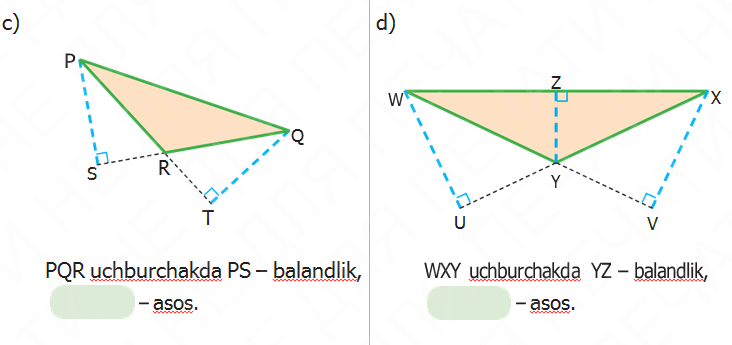 c)
P
Q
R
S
T
PQR uchburchakda PS – balandlik,
– asos.
d)
W
Z
X
Y
U
V
WXY uchburchakda YZ – balandlik,
– asos.